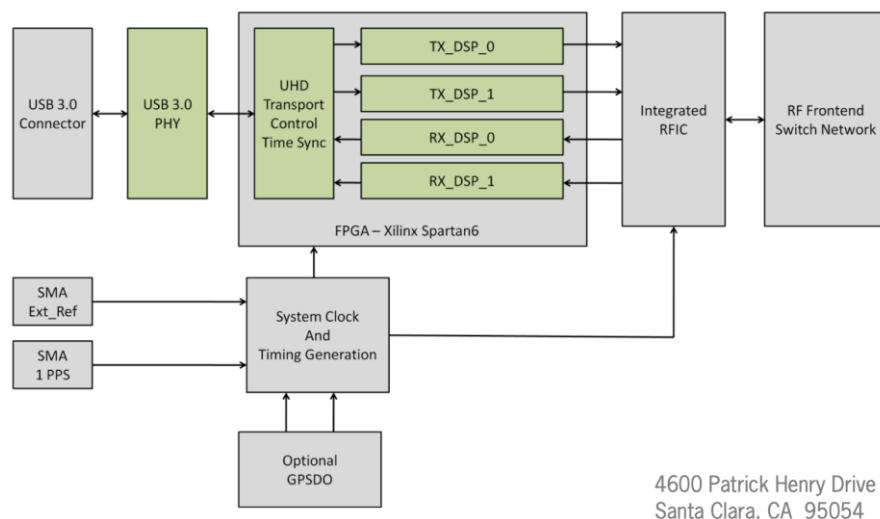 USB 3.0
Connector
USB 3.0
PHY
UHD
Transport
Control
Time Sync
TX_DSP_0
TX_DSP_1
RX_DSP_0
RX_DSP_1
FPGA – Xilinx Spartan6
Integrated
RFIC
RF Frontend
Switch Network
SMA
Ext_Ref
SMA
1 PPS
System Clock
And
Timing Generation
Optional
GPSDO
4600 Patrick Henry Drive
Santa Clara, CA 95054